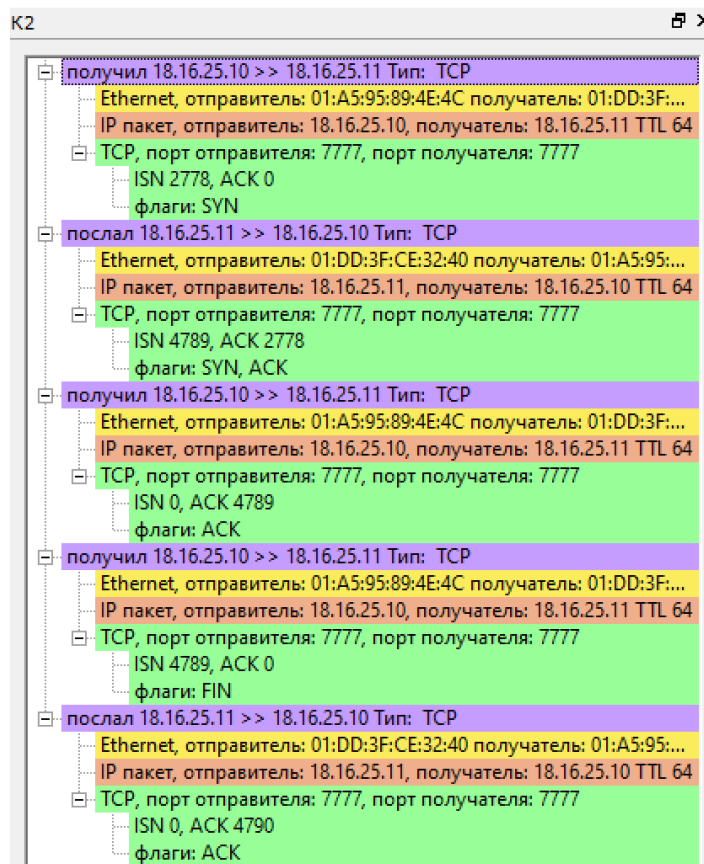 K2
получил 18.16.25.10 >> 18.16.25.11 Тип: TCP
Ethernet, отправитель: 01:A5:95:89:4E:4C получатель: 01:DD:3F:...
IP пакет, отправитель: 18.16.25.10, получатель: 18.16.25.11 TTL 64
TCP, порт отправителя: 7777, порт получателя: 7777
ISN 2778, ACK 0
флаги: SYN
послал 18.16.25.11 >> 18.16.25.10 Тип: TCP
Ethernet, отправитель: 01:DD:3F:CE:32:40 получатель: 01:A5:95:...
IP пакет, отправитель: 18.16.25.11, получатель: 18.16.25.10 TTL 64
TCP, порт отправителя: 7777, порт получателя: 7777
ISN 4789, ACK 2778
флаги: SYN, ACK
получил 18.16.25.10 >> 18.16.25.11 Тип: TCP
Ethernet, отправитель: 01:A5:95:89:4E:4C получатель: 01:DD:3F:...
IP пакет, отправитель: 18.16.25.10, получатель: 18.16.25.11 TTL 64
TCP, порт отправителя: 7777, порт получателя: 7777
ISN 0, ACK 4789
флаги: ACK
получил 18.16.25.10 >> 18.16.25.11 Тип: TCP
Ethernet, отправитель: 01:A5:95:89:4E:4C получатель: 01:DD:3F:...
IP пакет, отправитель: 18.16.25.10, получатель: 18.16.25.11 TTL 64
TCP, порт отправителя: 7777, порт получателя: 7777
ISN 4789, ACK 0
флаги: FIN
послал 18.16.25.11 >> 18.16.25.10 Тип: TCP
Ethernet, отправитель: 01:DD:3F:CE:32:40 получатель: 01:A5:95:...
IP пакет, отправитель: 18.16.25.11, получатель: 18.16.25.10 TTL 64
TCP, порт отправителя: 7777, порт получателя: 7777
ISN 0, ACK 4790
флаги: ACK